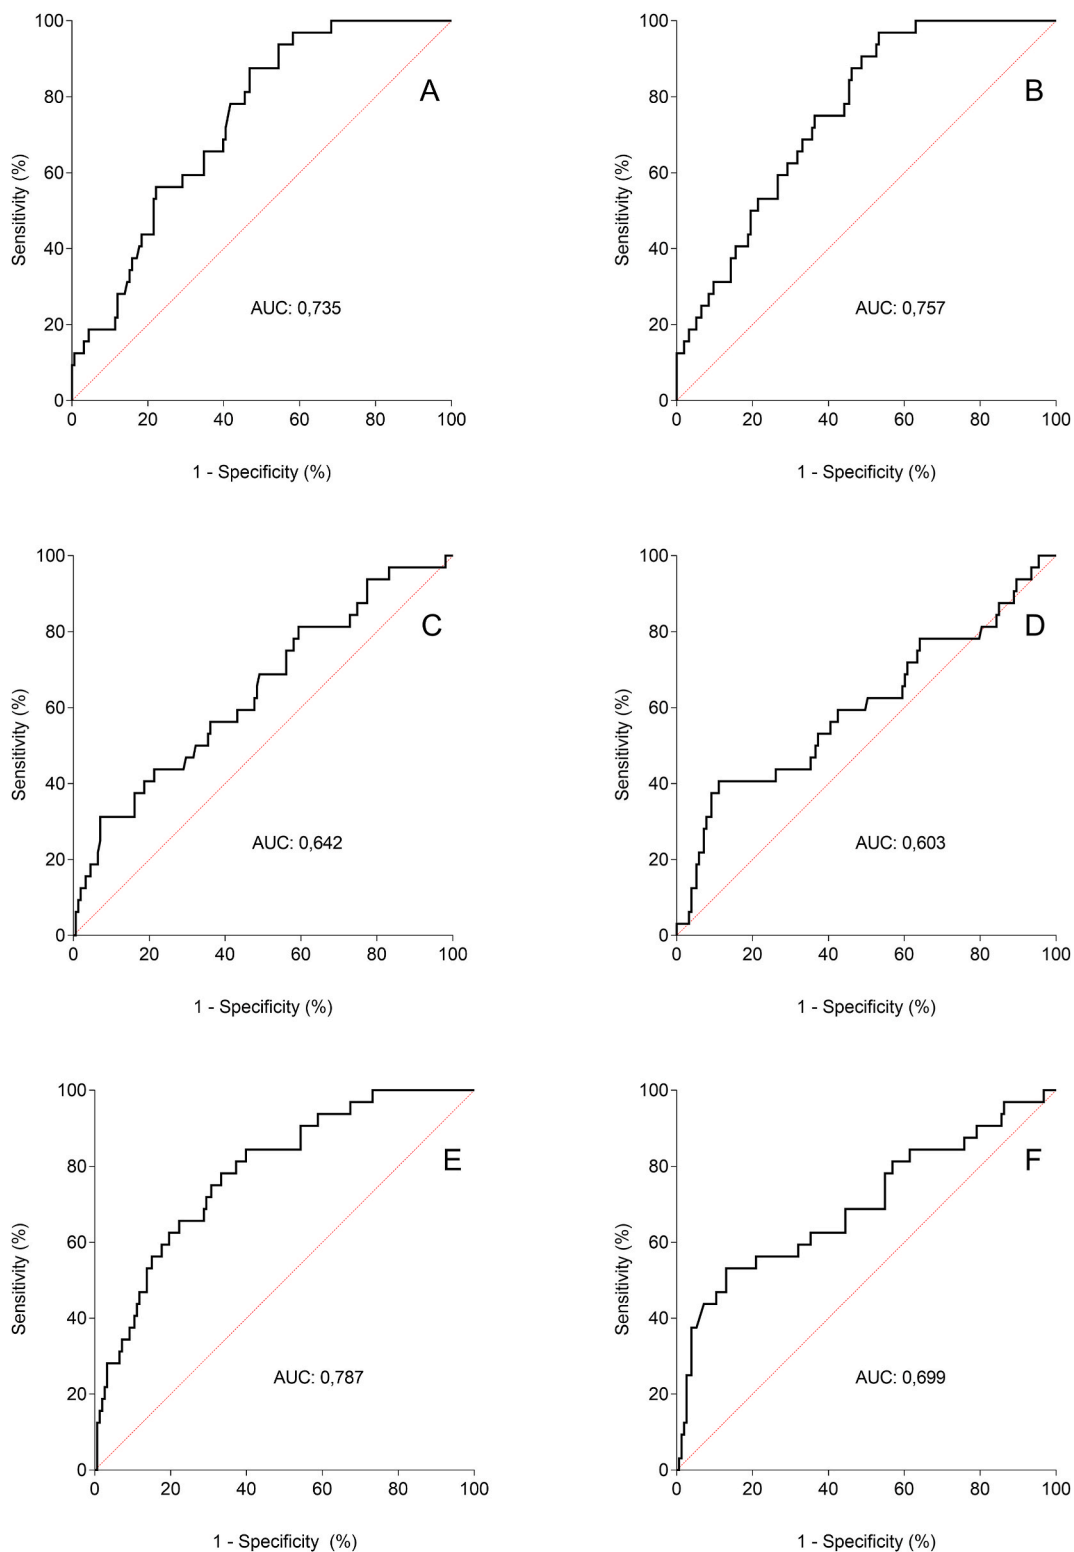 100
80
60
40
20
0
Sensitivity (%)
A
AUC: 0,735
0 20 40 60 80 100
1 - Specificity (%)
100
80
60
40
20
0
Sensitivity (%)
B
AUC: 0,757
0 20 40 60 80 100
1 - Specificity (%)
100
80
60
40
20
0
Sensitivity (%)
C
AUC: 0,642
0 20 40 60 80 100
1 - Specificity (%)
100
80
60
40
20
0
Sensitivity (%)
D
AUC: 0,603
0 20 40 60 80 100
1 - Specificity (%)
100
80
60
40
20
0
Sensitivity (%)
E
AUC: 0,787
0 20 40 60 80 100
1 - Specificity (%)
100
80
60
40
20
0
Sensitivity (%)
F
AUC: 0,699
0 20 40 60 80 100
1 - Specificity (%)